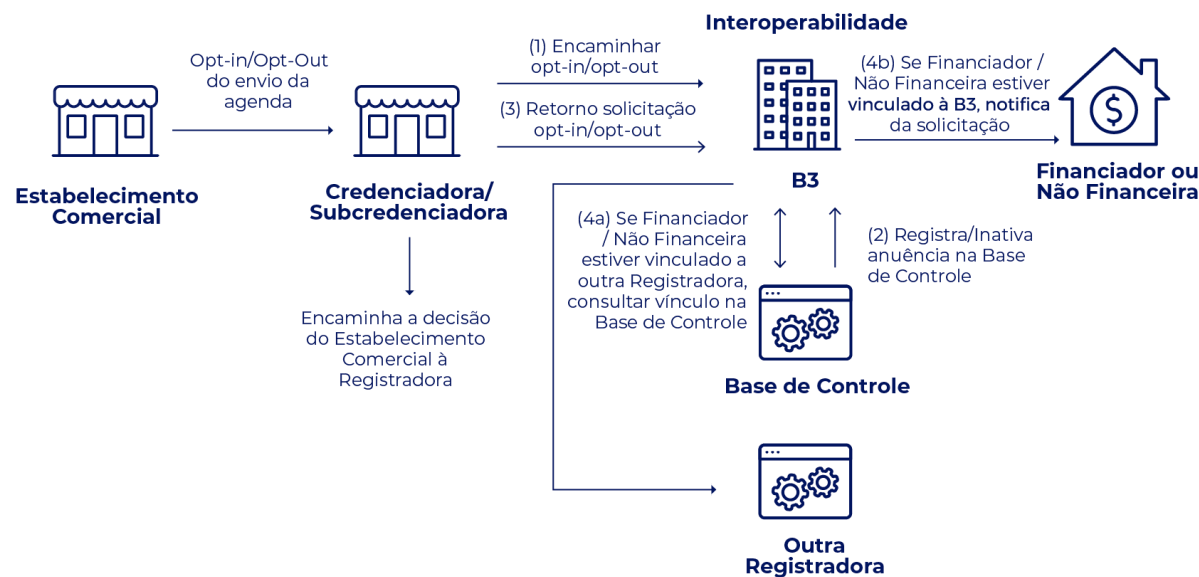 Interoperabilidade
Opt-in/Opt-Out
do envio da
agenda
(1) Encaminhar
opt-in/opt-out
(3) Retorno solicitação
opt-in/opt-out
(4b) Se Financiador /
Não Financeira estiver
vinculado à B3, notifica
da solicitação
Estabelecimento
Comercial
Credenciadora/
Subcredenciadora
B3
Financiador ou
Não Financeira
(4a) Se Financiador
/ Não Financeira
estiver vinculado a
outra Registradora,
consultar vínculo na
Base de Controle
(2) Registra/Inativa
anuência na Base
de Controle
Encaminha a decisão
do Estabelecimento
Comercial à
Registradora
Base de Controle
Outra
Registradora